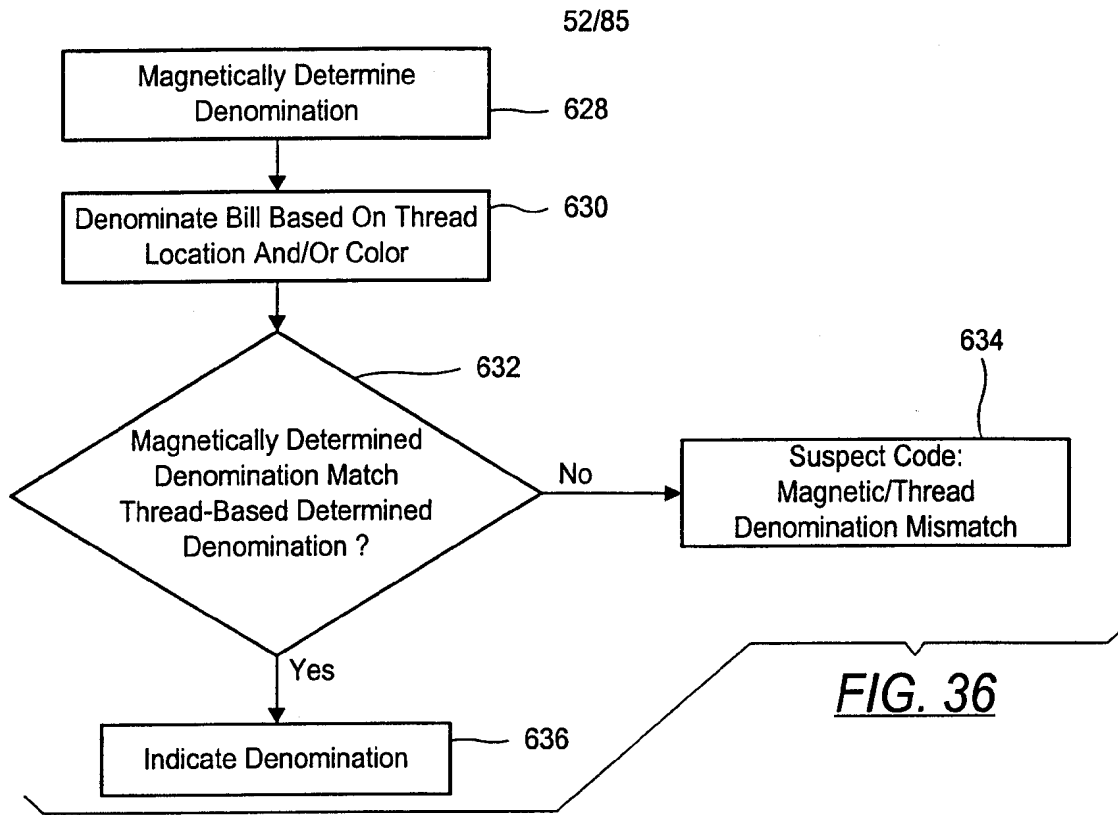 52/85
Magnetically Determine
Denomination
628
Denominate Bill Based On Thread
Location And/Or Color
630
632
Magnetically Determined
Denomination Match
Thread-Based Determined
Denomination ?
No
634
Suspect Code:
Magnetic/Thread
Denomination Mismatch
Yes
Indicate Denomination
636
FIG. 36